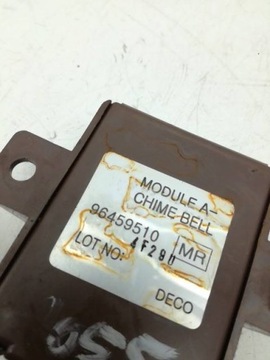 MODULE A-
CHIME BELL
96459510 MR
LOT NO:
DECO